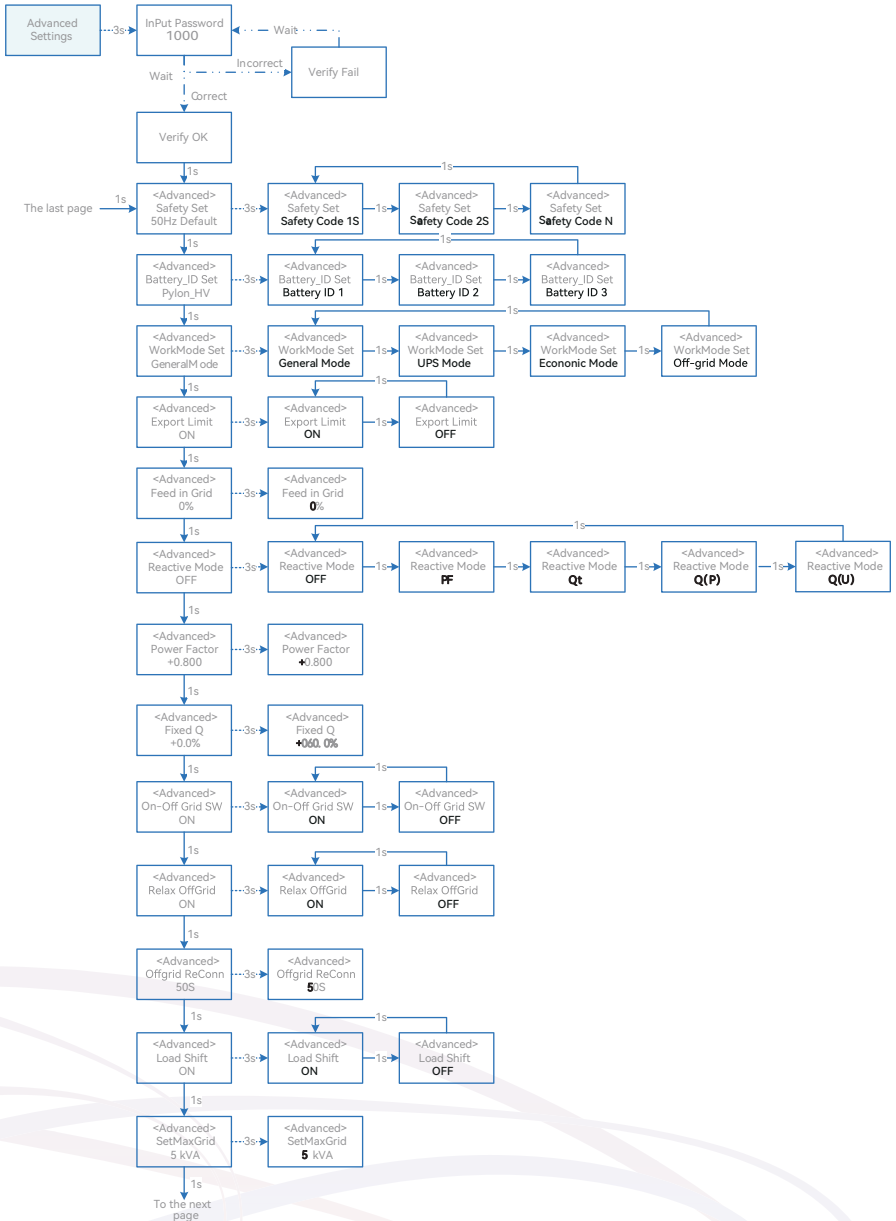 Advanced
Settings
3s
InPut Password
1000
Wait
Incorrect
Verify Fail
Wait
Correct
Verify OK
1s
1s
The last page
1s
<Advanced>
Safety Set
50Hz Default
3s
<Advanced>
Safety Set
Safety Code 1S
1s
<Advanced>
Safety Set
Safety Code 2S
1s
<Advanced>
Safety Set
Safety Code N
1s
1s
<Advanced>
Battery_ID Set
Pylon_HV
3s
<Advanced>
Battery_ID Set
Battery ID 1
1s
<Advanced>
Battery_ID Set
Battery ID 2
1s
<Advanced>
Battery_ID Set
Battery ID 3
1s
1s
<Advanced>
WorkMode Set
GeneralMode
3s
<Advanced>
WorkMode Set
General Mode
1s
<Advanced>
WorkMode Set
UPS Mode
1s
<Advanced>
WorkMode Set
Econonic Mode
1s
<Advanced>
WorkMode Set
Off-grid Mode
1s
1s
<Advanced>
Export Limit
ON
3s
<Advanced>
Export Limit
ON
1s
<Advanced>
Export Limit
OFF
1s
<Advanced>
Feed in Grid
0%
3s
<Advanced>
Feed in Grid
0%
1s
1s
<Advanced>
Reactive Mode
OFF
3s
<Advanced>
Reactive Mode
OFF
1s
<Advanced>
Reactive Mode
PF
1s
<Advanced>
Reactive Mode
Qt
1s
<Advanced>
Reactive Mode
Q(P)
1s
<Advanced>
Reactive Mode
Q(U)
1s
<Advanced>
Power Factor
+0.800
3s
<Advanced>
Power Factor
+0.800
1s
<Advanced>
Fixed Q
+0.0%
3s
<Advanced>
Fixed Q
+060.0%
1s
1s
<Advanced>
On-Off Grid SW
ON
3s
<Advanced>
On-Off Grid SW
ON
1s
<Advanced>
On-Off Grid SW
OFF
1s
1s
<Advanced>
Relax OffGrid
ON
3s
<Advanced>
Relax OffGrid
ON
1s
<Advanced>
Relax OffGrid
OFF
1s
<Advanced>
Offgrid ReConn
50S
3s
<Advanced>
Offgrid ReConn
50S
1s
1s
<Advanced>
Load Shift
ON
3s
<Advanced>
Load Shift
ON
1s
<Advanced>
Load Shift
OFF
1s
<Advanced>
SetMaxGrid
5 kVA
3s
<Advanced>
SetMaxGrid
5 kVA
1s
To the next
page